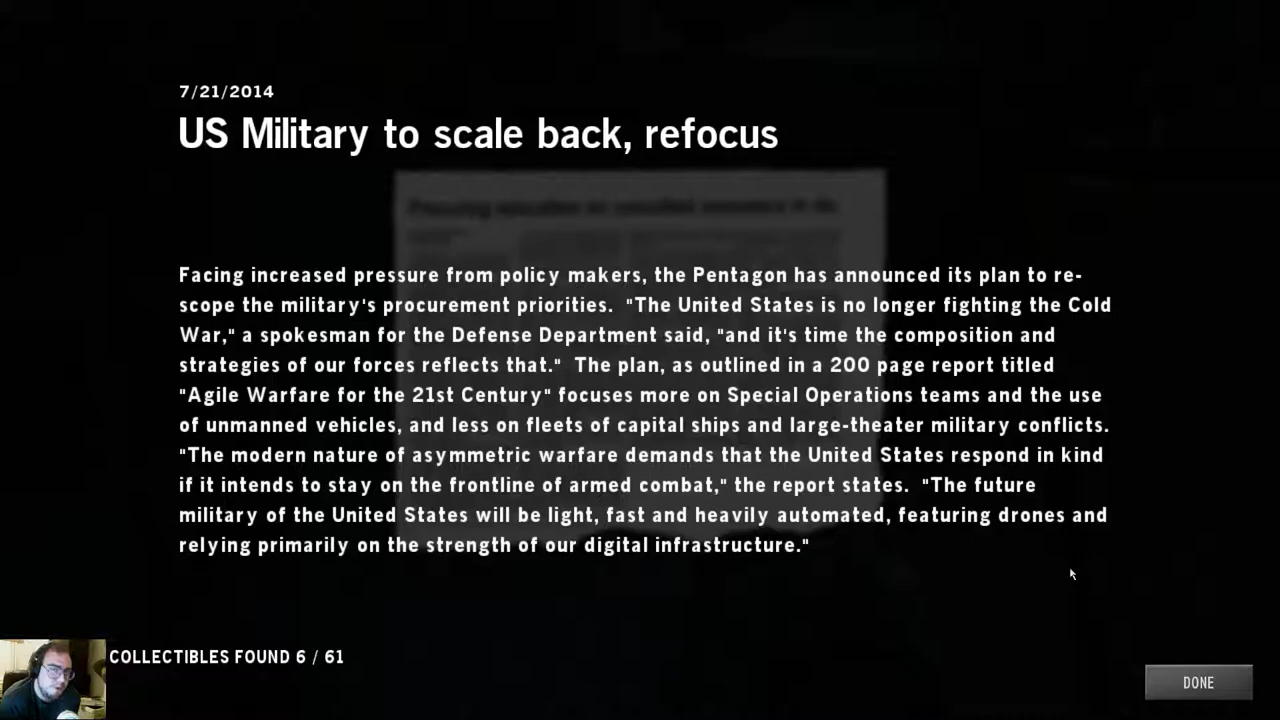 7/21/2014
US Military to scale back, refocus
Facing increased pressure from policy makers, the Pentagon has announced its plan to re-
scope the military's procurement priorities.  "The United States is no longer fighting the Cold
War," a spokesman for the Defense Department said, "and it's time the composition and
strategies of our forces reflects that."  The plan, as outlined in a 200 page report titled
"Agile Warfare for the 21st Century" focuses more on Special Operations teams and the use
of unmanned vehicles, and less on fleets of capital ships and large-theater military conflicts.
"The modern nature of asymmetric warfare demands that the United States respond in kind
if it intends to stay on the frontline of armed combat," the report states.  "The future
military of the United States will be light, fast and heavily automated, featuring drones and
relying primarily on the strength of our digital infrastructure."
COLLECTIBLES FOUND 6 / 61
DONE